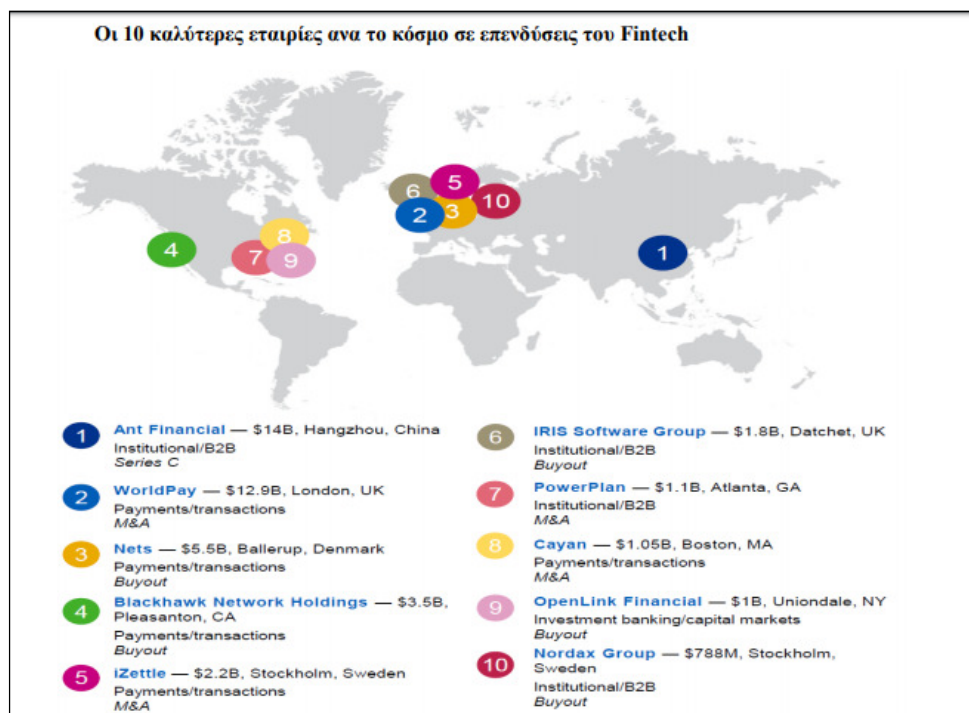 Οι 10 καλύτερες εταιρίες ανα το κόσμο σε επενδύσεις του Fintech
6
5
10
2
3
4
8
7
9
1
1
Ant Financial — $14B, Hangzhou, China
Institutional/B2B
Series C
2
WorldPay — $12.9B, London, UK
Payments/transactions
M&A
3
Nets — $5.5B, Ballerup, Denmark
Payments/transactions
Buyout
4
Blackhawk Network Holdings — $3.5B,
Pleasanton, CA
Payments/transactions
Buyout
5
iZettle — $2.2B, Stockholm, Sweden
Payments/transactions
M&A
6
IRIS Software Group — $1.8B, Datchet, UK
Institutional/B2B
Buyout
7
PowerPlan — $1.1B, Atlanta, GA
Institutional/B2B
M&A
8
Cayan — $1.05B, Boston, MA
Payments/transactions
M&A
9
OpenLink Financial — $1B, Uniondale, NY
Investment banking/capital markets
Buyout
10
Nordax Group — $788M, Stockholm,
Sweden
Institutional/B2B
Buyout